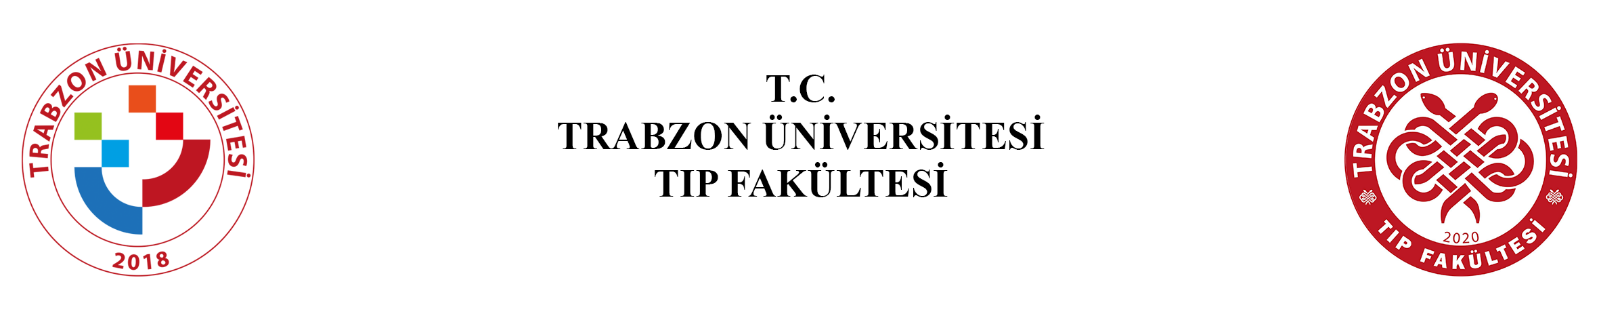 TRABZON ÜNİVERSİTESİ
2018
T.C.
TRABZON ÜNİVERSİTESİ
TIP FAKÜLTESİ
TRABZON ÜNİVERSİTESİ
2020
TIP FAKÜLTESİ